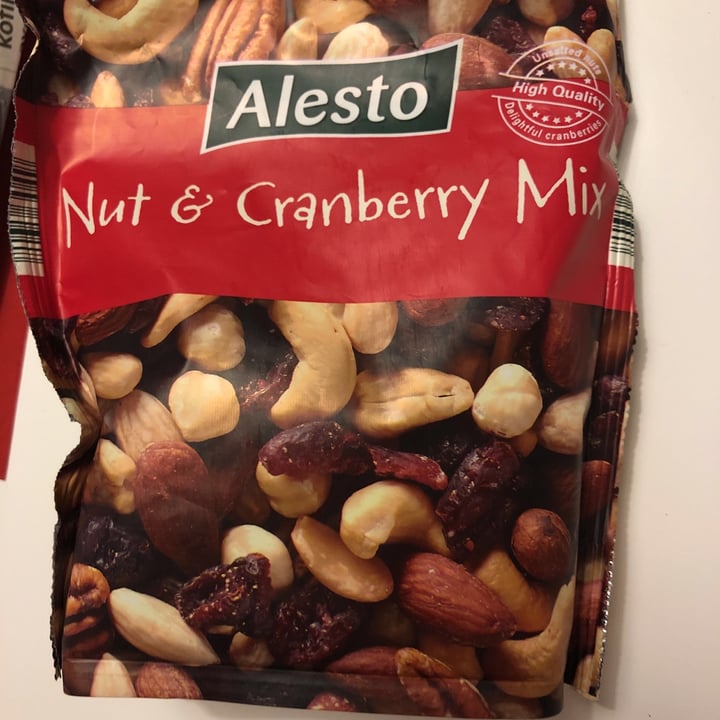 Alesto
Unsalted nuts
High Quality
Delightful cranberries
Nut & Cranberry Mix